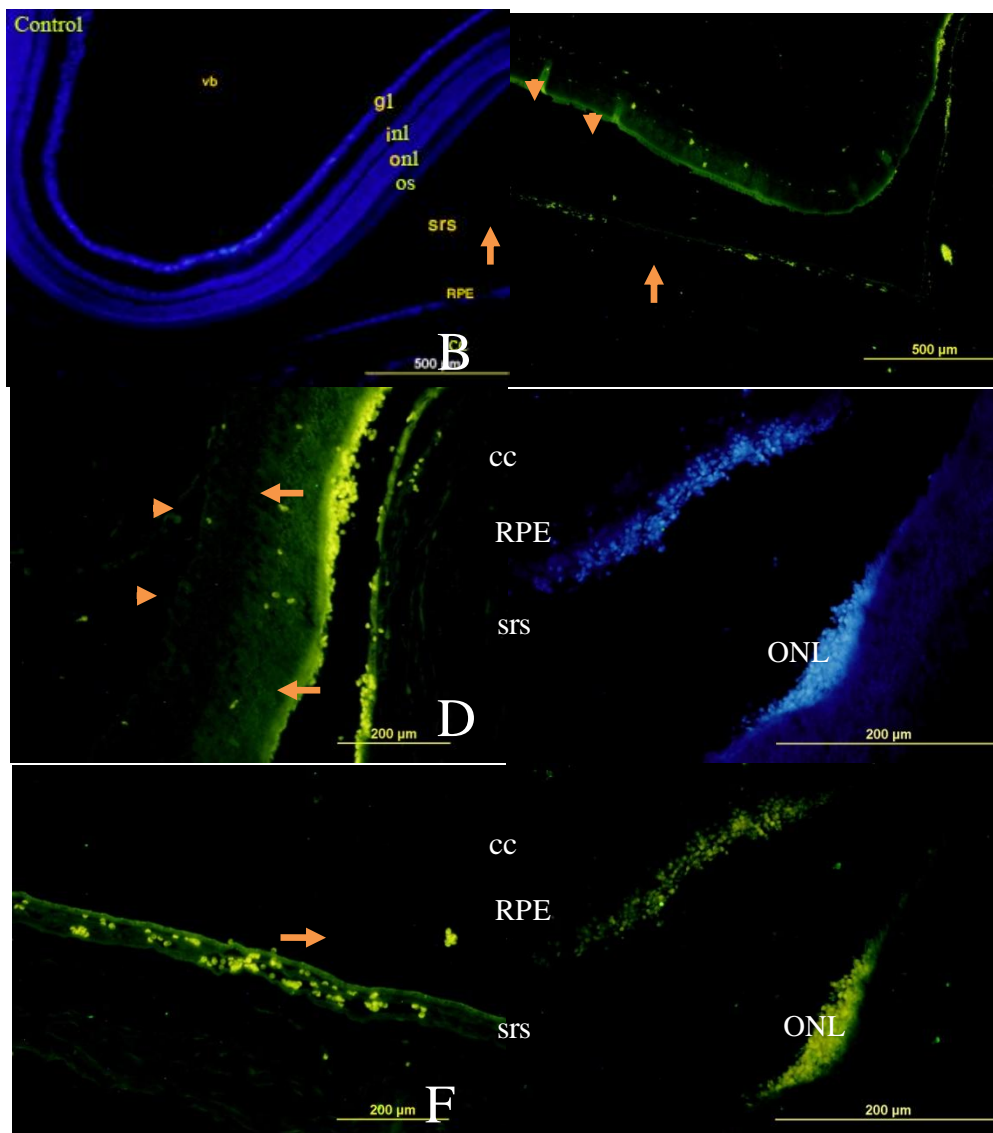 Control
vb
gl
inl
onl
os
srs
RPE
B
500 µm
500 µm
D
200 µm
cc
RPE
srs
ONL
200 µm
F
200 µm
cc
RPE
srs
ONL
200 µm